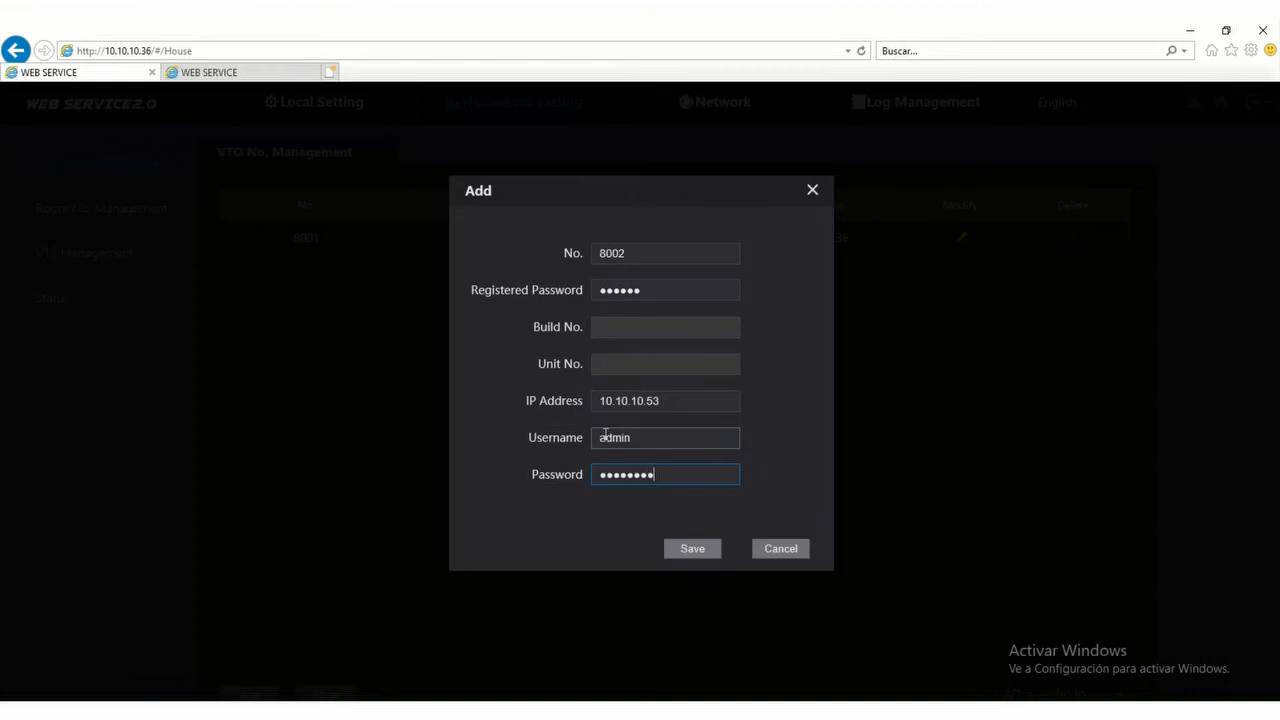 http://10.10.10.36/#/House
Buscar...
WEB SERVICE
WEB SERVICE
WEB SERVICE2.0
Local Setting
Household Setting
Network
Log Management
English
VTO No. Management
Room No. Management
No.
Modify
Delete
8001
VTS Management
Status
Add
No. 8002
Registered Password ••••••
Build No.
Unit No.
IP Address 10.10.10.53
Username admin
Password ••••••••
Save
Cancel
Activar Windows
Ve a Configuración para activar Windows.